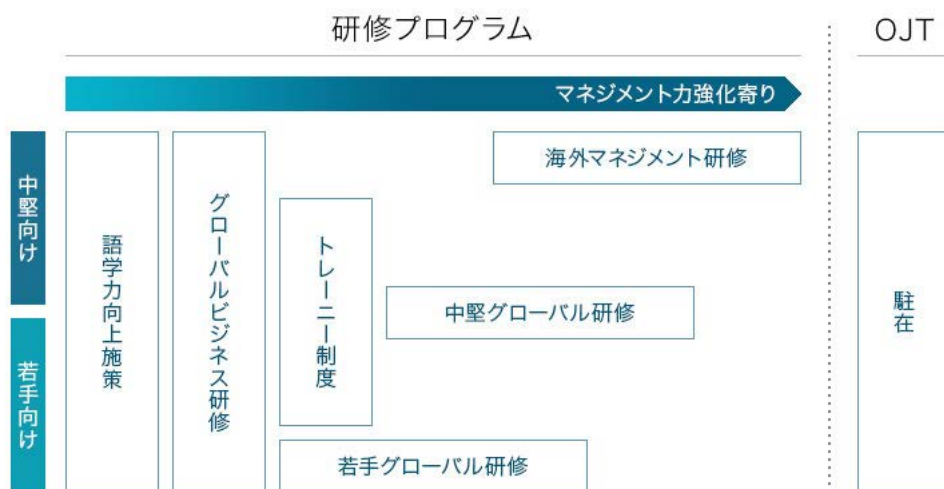 研修プログラム
OJT
マネジメント力強化寄り
中堅向け
若手向け
語学力向上施策
グローバルビジネス研修
トレーニー制度
海外マネジメント研修
中堅グローバル研修
若手グローバル研修
駐在